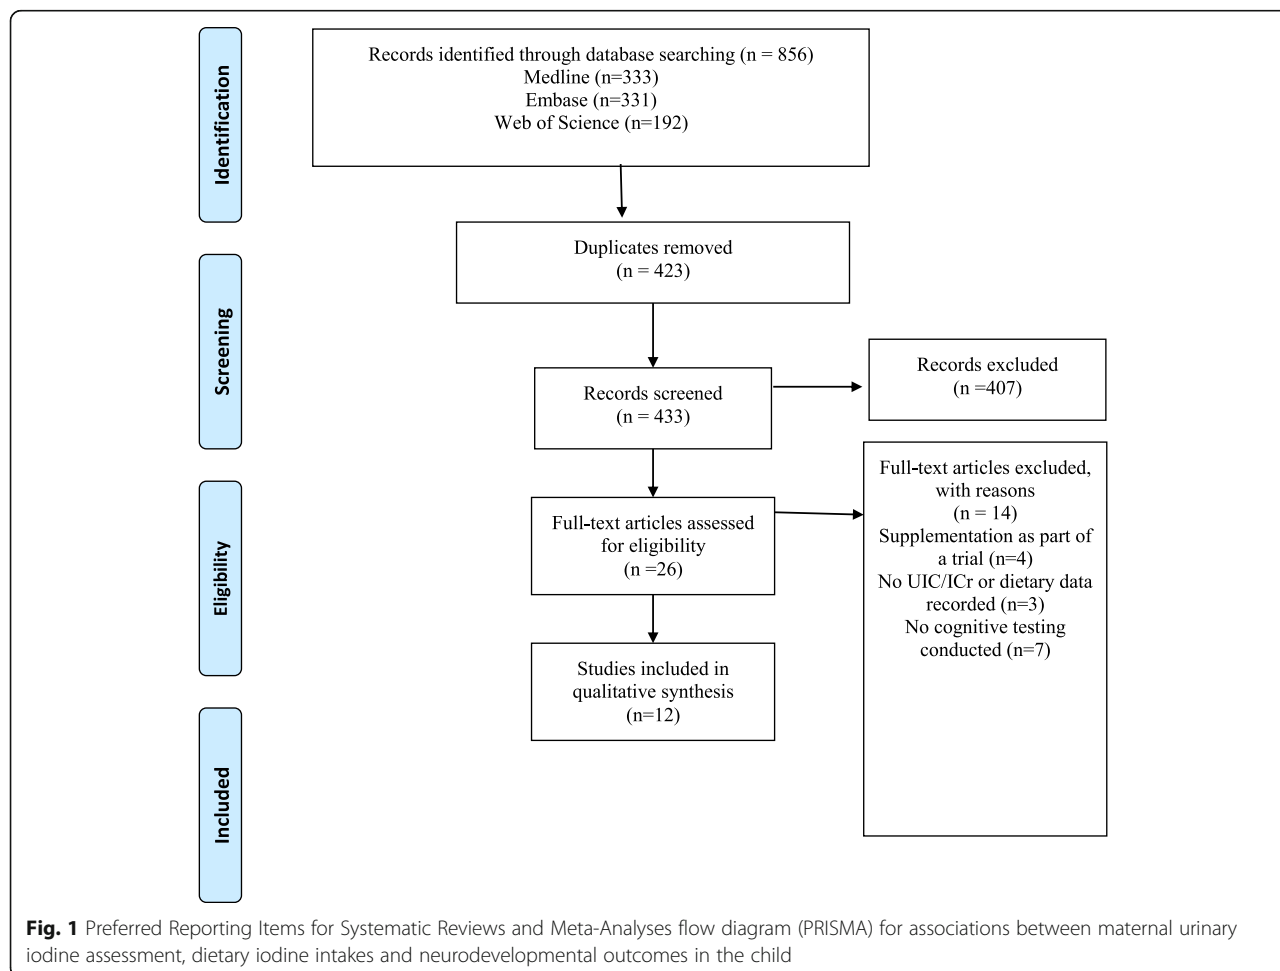 Identification
Records identified through database searching (n = 856)
Medline (n=333)
Embase (n=331)
Web of Science (n=192)
Duplicates removed
(n = 423)
Screening
Records screened
(n = 433)
Records excluded
(n =407)
Eligibility
Full-text articles assessed
for eligibility
(n =26)
Full-text articles excluded,
with reasons
(n = 14)
Supplementation as part of
a trial (n=4)
No UIC/ICr or dietary data
recorded (n=3)
No cognitive testing
conducted (n=7)
Studies included in
qualitative synthesis
(n=12)
Included
Fig. 1 Preferred Reporting Items for Systematic Reviews and Meta-Analyses flow diagram (PRISMA) for associations between maternal urinary
iodine assessment, dietary iodine intakes and neurodevelopmental outcomes in the child